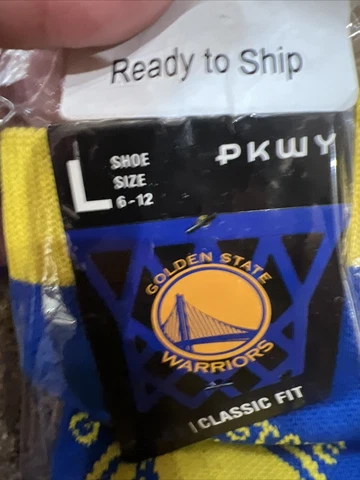 Ready to Ship
L
SHOE
SIZE
6-12
PKWY
GOLDEN STATE
WARRIORS
CLASSIC FIT